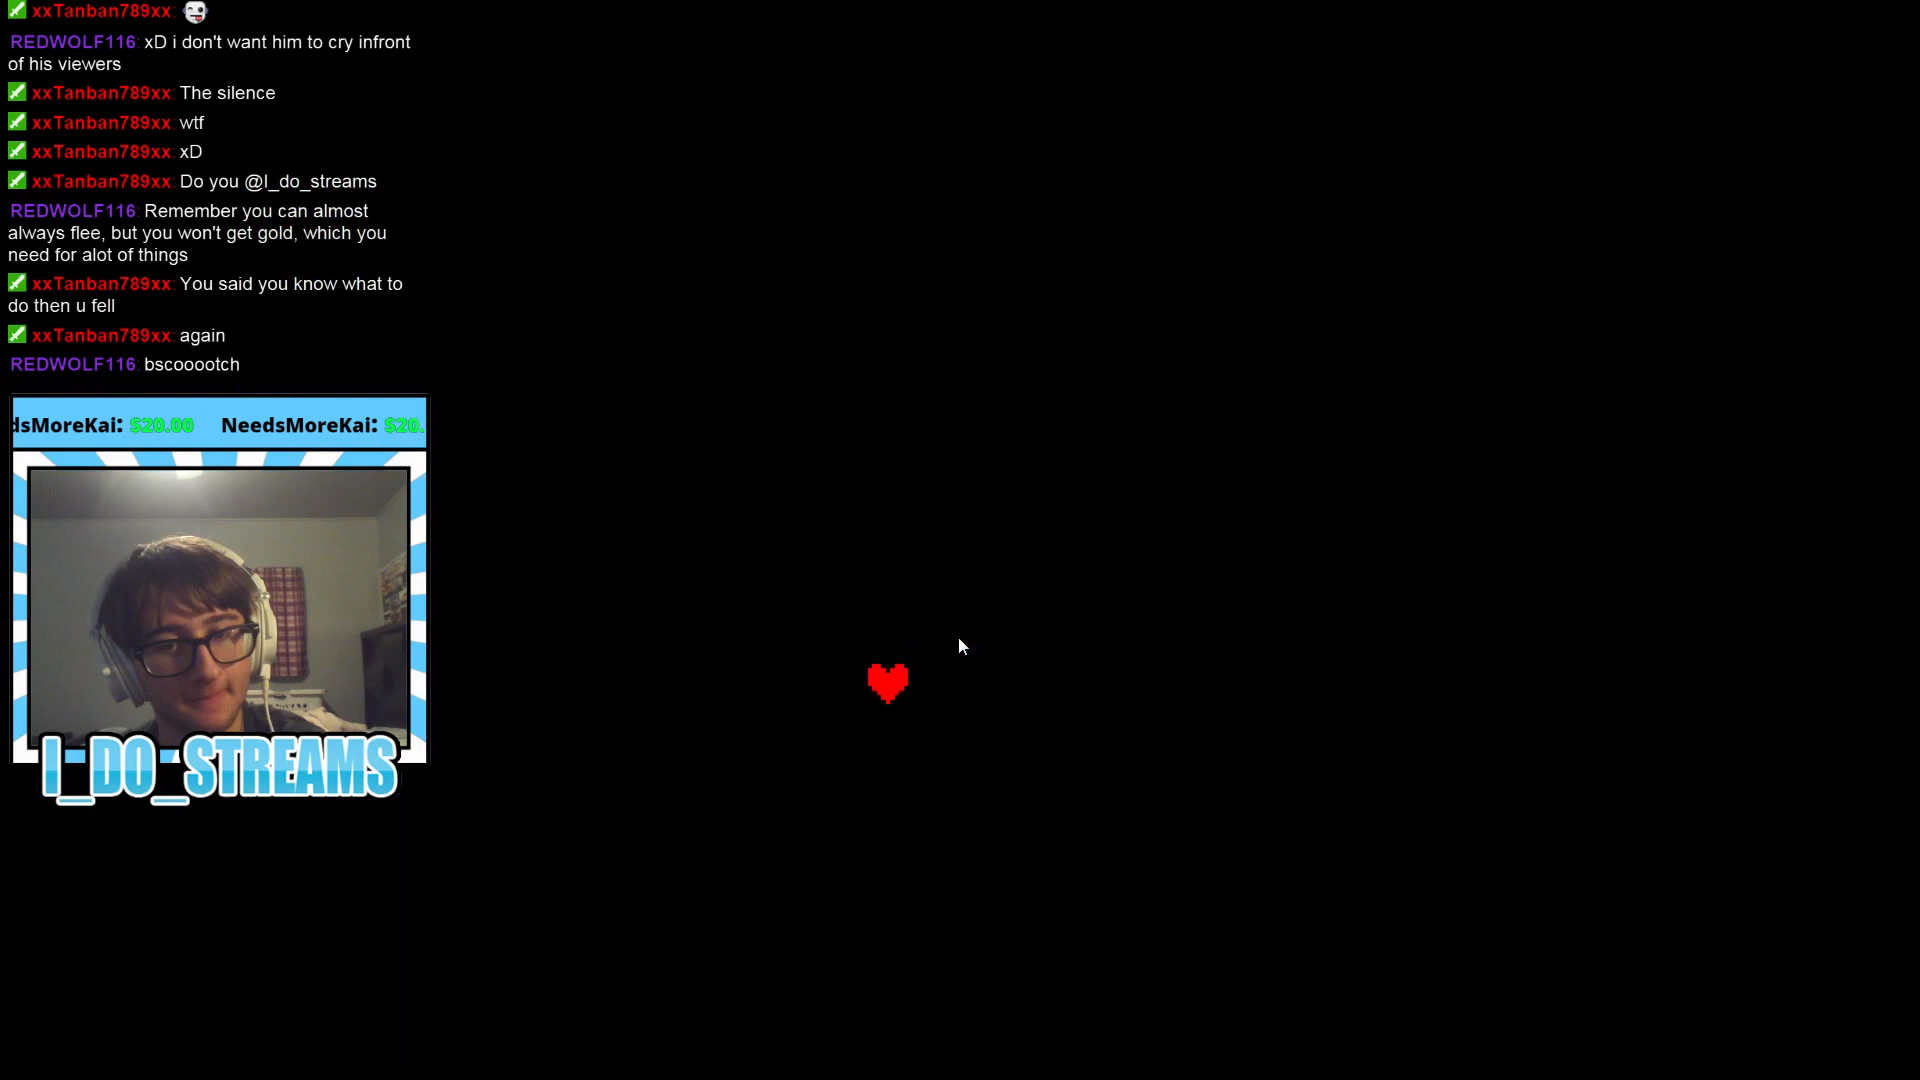 xxTanban789xx:
REDWOLF116: xD i don't want him to cry infront
of his viewers
xxTanban789xx: The silence
xxTanban789xx: wtf
xxTanban789xx: xD
xxTanban789xx: Do you @I_do_streams
REDWOLF116: Remember you can almost
always flee, but you won't get gold, which you
need for alot of things
xxTanban789xx: You said you know what to
do then u fell
xxTanban789xx: again
REDWOLF116: bscooootch
dsMoreKai: $20.00 NeedsMoreKai: $20.
I_DO_STREAMS